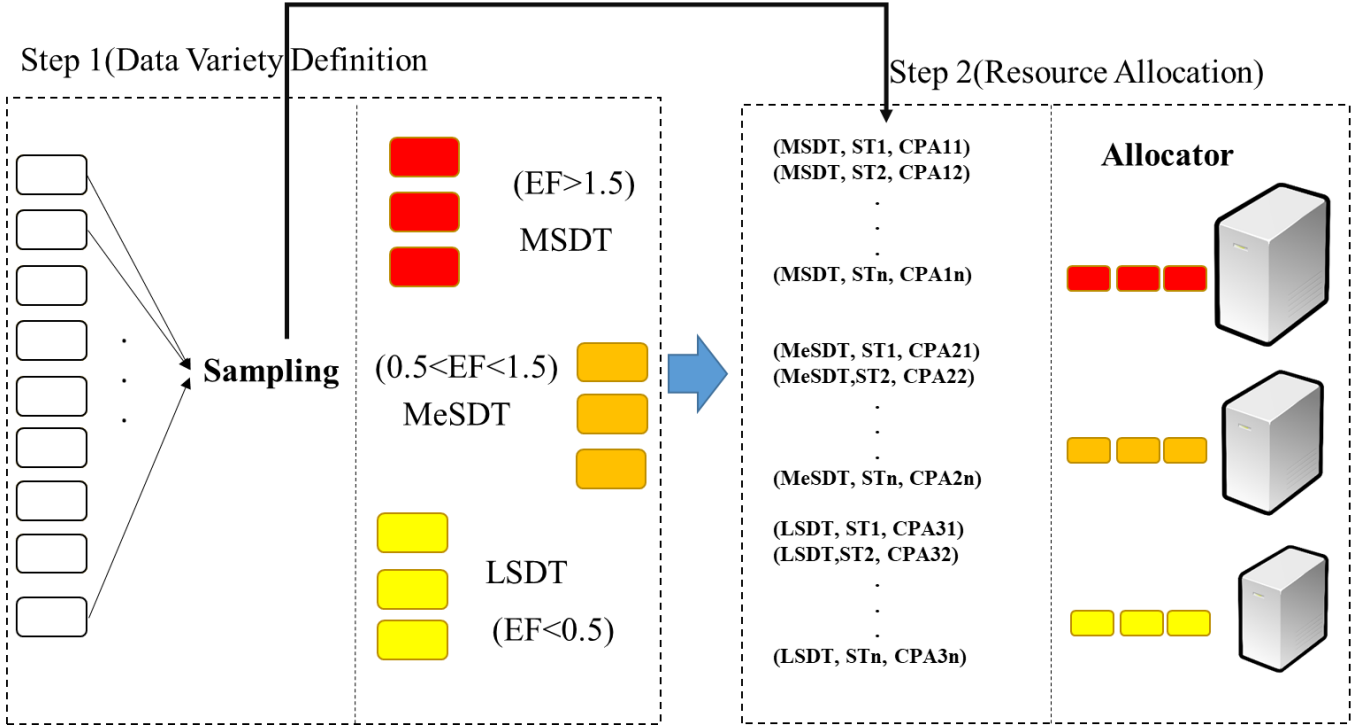 Step 1(Data Variety Definition
Sampling
(EF>1.5)
MSDT
(0.5<EF<1.5)
MeSDT
LSDT
(EF<0.5)
Step 2(Resource Allocation)
(MSDT, ST1, CPA11)
(MSDT, ST2, CPA12)
.
.
.
(MSDT, STn, CPA1n)
(MeSDT, ST1, CPA21)
(MeSDT,ST2, CPA22)
.
.
.
(MeSDT, STn, CPA2n)
(LSDT, ST1, CPA31)
(LSDT,ST2, CPA32)
.
.
.
(LSDT, STn, CPA3n)
Allocator